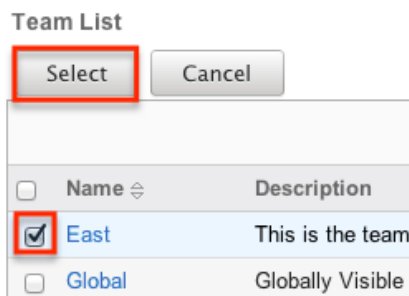 Team List
Select Cancel
Name Description
East This is the team
Global Globally Visible